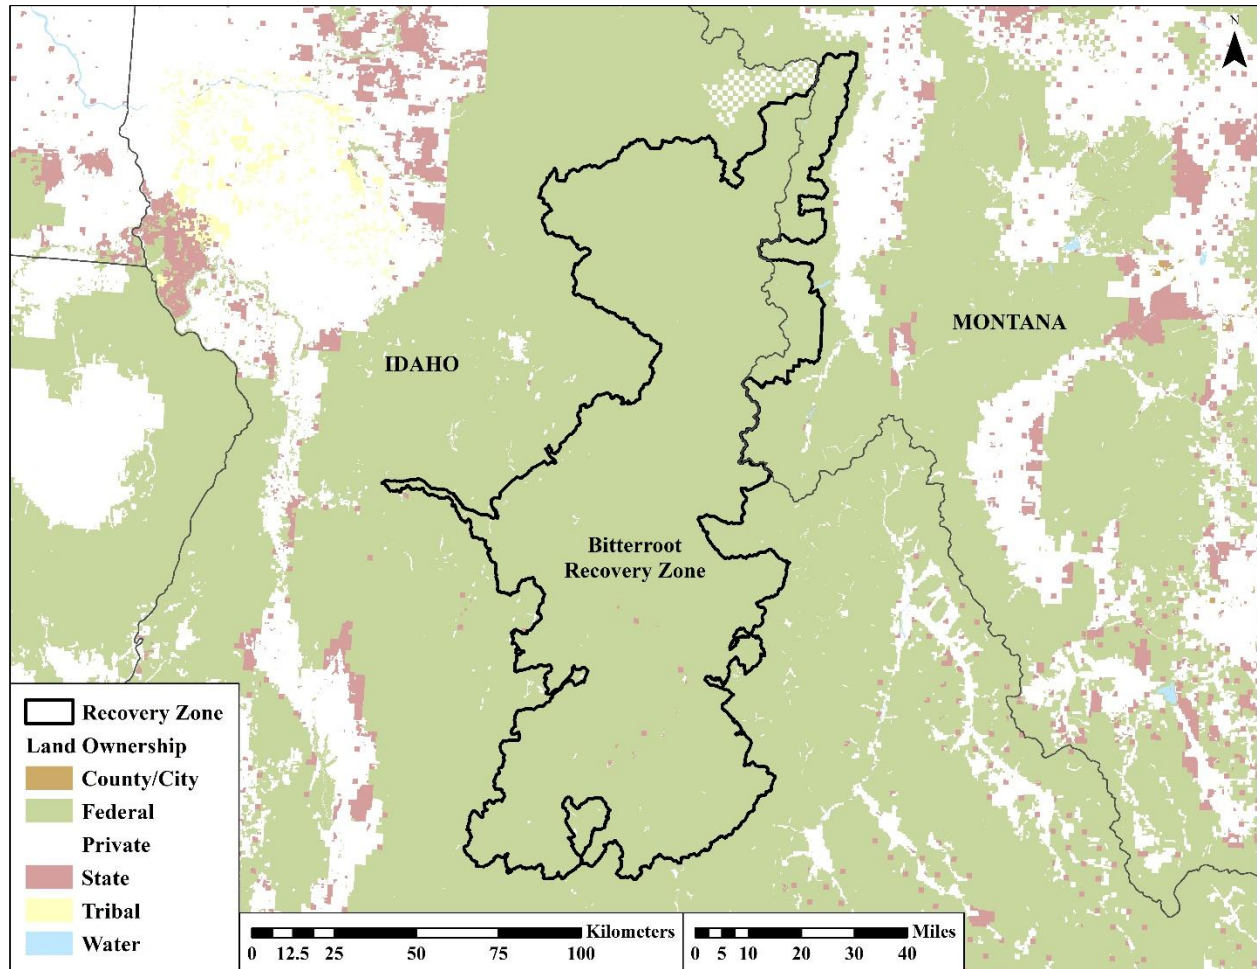 N
MONTANA
IDAHO
Bitterroot
Recovery Zone
Recovery Zone
Land Ownership
County/City
Federal
Private
State
Tribal
Water
Kilometers
0 12.5 25 50 75 100
Miles
0 5 10 20 30 40